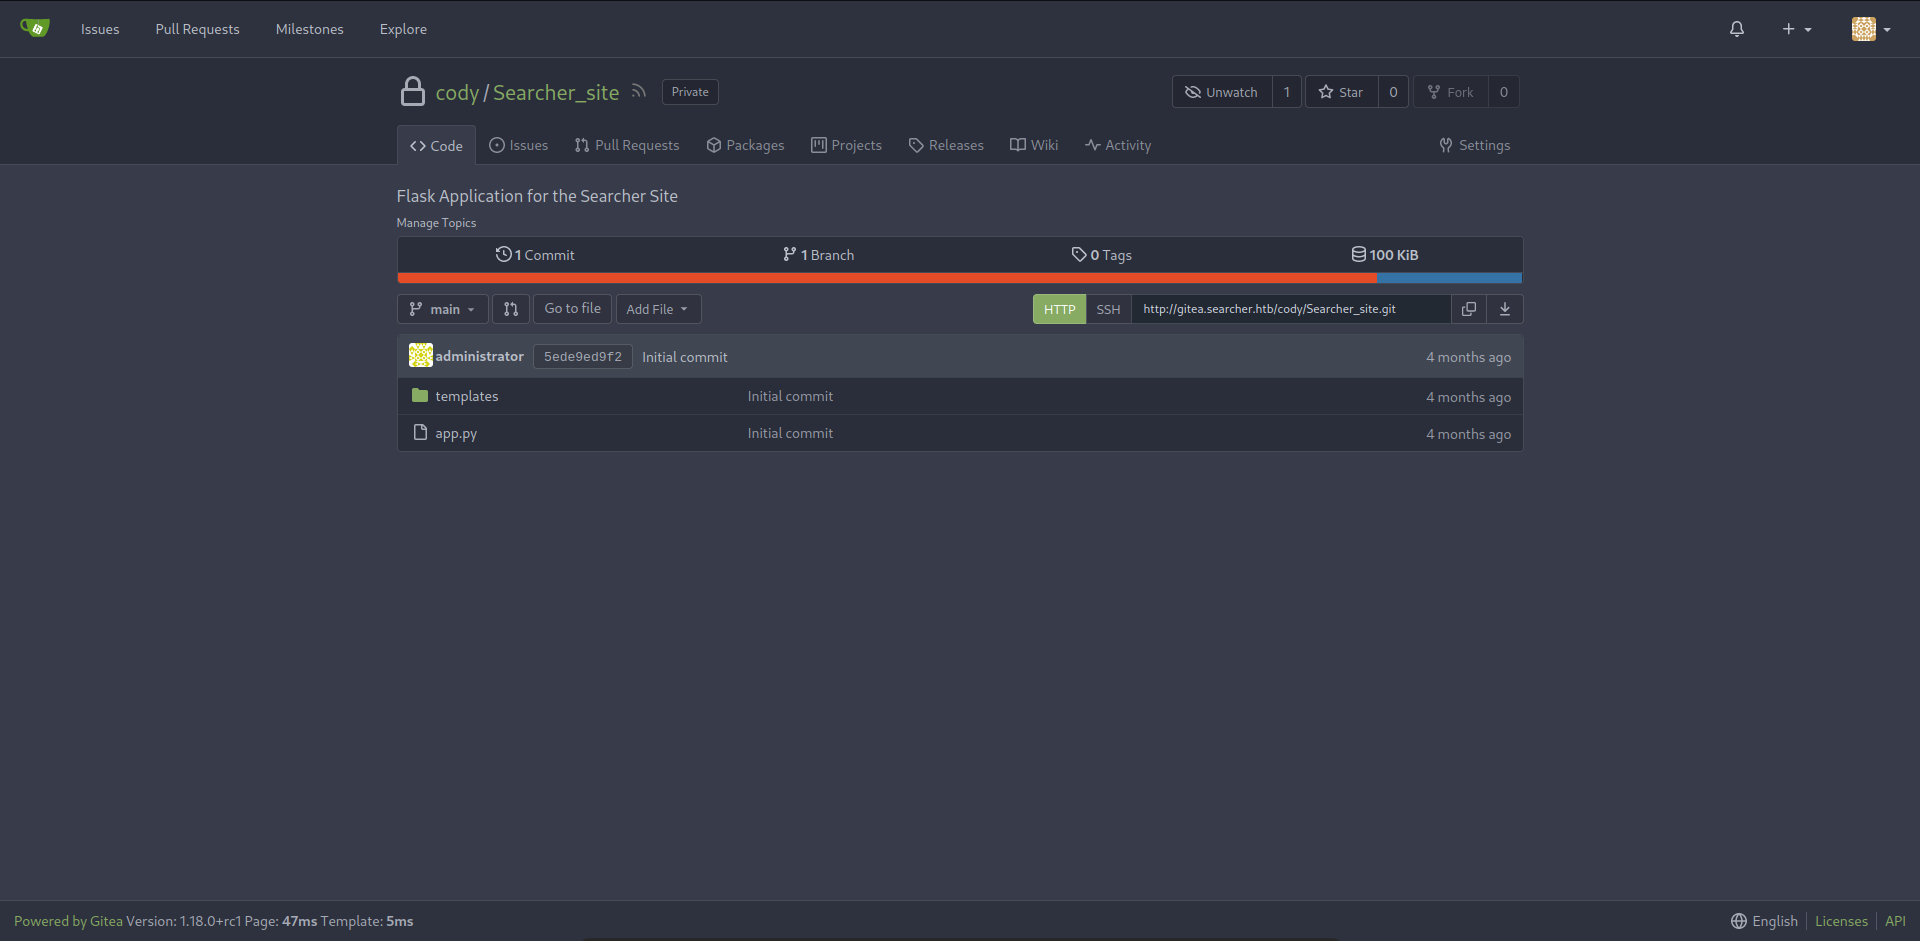 Issues Pull Requests Milestones Explore
cody / Searcher_site Private Unwatch 1 Star 0 Fork 0
Code Issues Pull Requests Packages Projects Releases Wiki Activity Settings
Flask Application for the Searcher Site
Manage Topics
1 Commit 1 Branch 0 Tags 100 KiB
main Go to file Add File HTTP SSH http://gitea.searcher.htb/cody/Searcher_site.git
administrator 5ede9ed9f2 Initial commit 4 months ago
templates Initial commit 4 months ago
app.py Initial commit 4 months ago
Powered by Gitea Version: 1.18.0+rc1 Page: 47ms Template: 5ms English Licenses API